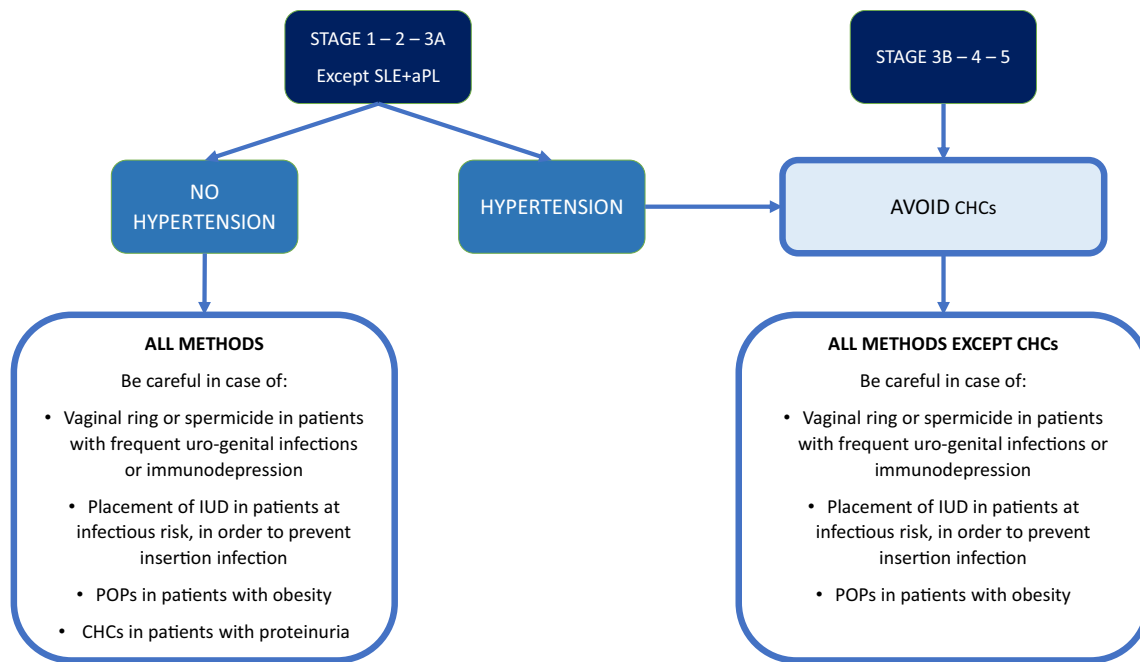 STAGE 1 – 2 – 3A
Except SLE+aPL
STAGE 3B – 4 – 5
NO
HYPERTENSION
HYPERTENSION
AVOID CHCs
ALL METHODS
Be careful in case of:
• Vaginal ring or spermicide in patients
with frequent uro-genital infections
or immunodepression
• Placement of IUD in patients at
infectious risk, in order to prevent
insertion infection
• POPs in patients with obesity
• CHCs in patients with proteinuria
ALL METHODS EXCEPT CHCs
Be careful in case of:
• Vaginal ring or spermicide in patients
with frequent uro-genital infections or
immunodepression
• Placement of IUD in patients at
infectious risk, in order to prevent
insertion infection
• POPs in patients with obesity